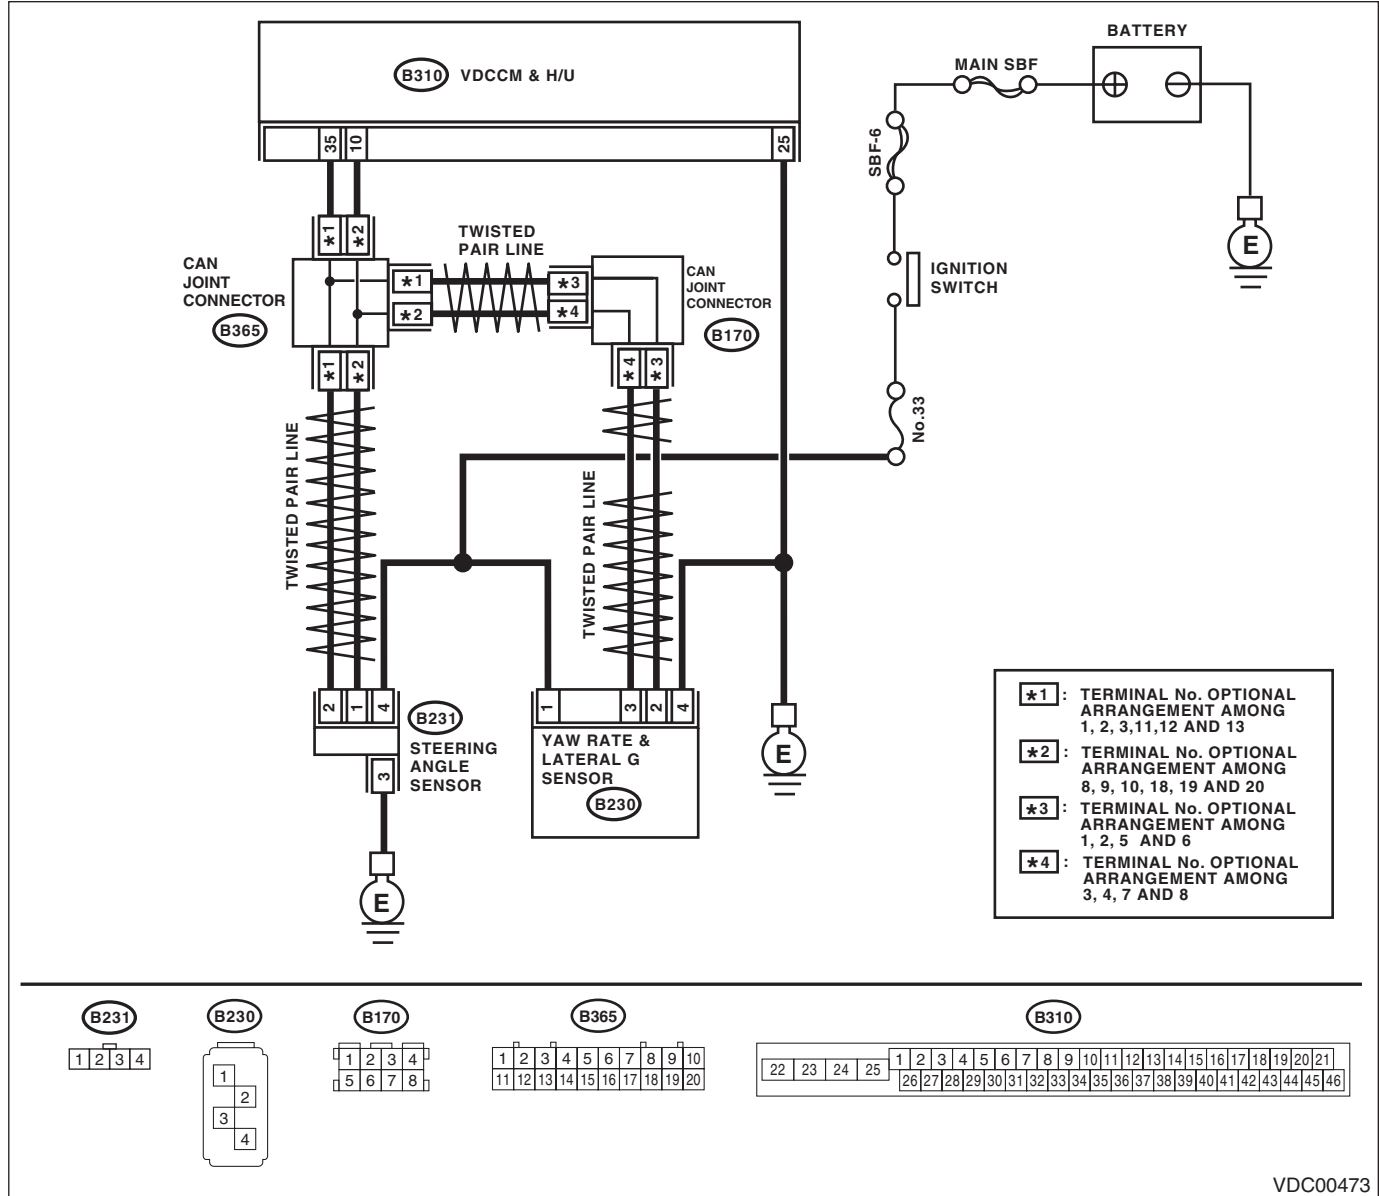 BATTERY
MAIN SBF
B310 VDCCM & H/U
SBF-6
35 10 25
*1 *2
TWISTED
PAIR LINE
CAN
JOINT
CONNECTOR
B365
*1 *3
*2 *4
CAN
JOINT
CONNECTOR
B170
E
IGNITION
SWITCH
*1 *2
*4 *3
No.33
TWISTED PAIR LINE
TWISTED PAIR LINE
2 1 4
B231
STEERING
ANGLE
SENSOR
3
E
1 3 2 4
YAW RATE &
LATERAL G
SENSOR
B230
E
*1 : TERMINAL No. OPTIONAL
ARRANGEMENT AMONG
1, 2, 3,11,12 AND 13
*2 : TERMINAL No. OPTIONAL
ARRANGEMENT AMONG
8, 9, 10, 18, 19 AND 20
*3 : TERMINAL No. OPTIONAL
ARRANGEMENT AMONG
1, 2, 5 AND 6
*4 : TERMINAL No. OPTIONAL
ARRANGEMENT AMONG
3, 4, 7 AND 8
B231
1 2 3 4
B230
1
2
3
4
B170
1 2 3 4
5 6 7 8
B365
1 2 3 4 5 6 7 8 9 10
11 12 13 14 15 16 17 18 19 20
B310
22 23 24 25
1 2 3 4 5 6 7 8 9 10 11 12 13 14 15 16 17 18 19 20 21
26 27 28 29 30 31 32 33 34 35 36 37 38 39 40 41 42 43 44 45 46
VDC00473